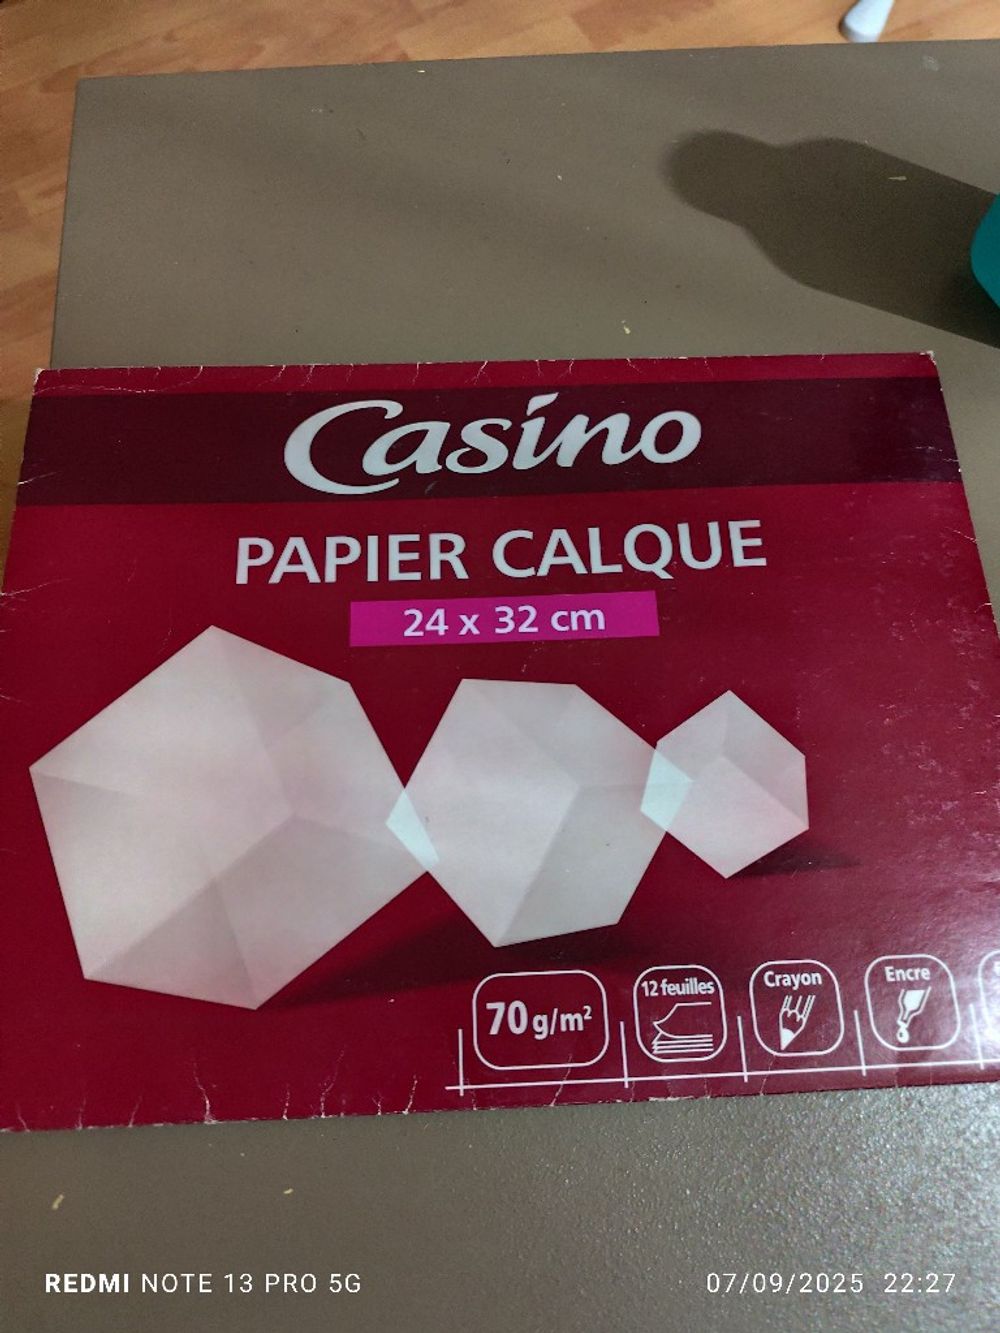 Casino
PAPIER CALQUE
24 x 32 cm
70 g/m²
12 feuilles
Crayon
Encre
REDMI NOTE 13 PRO 5G
07/09/2025 22:27